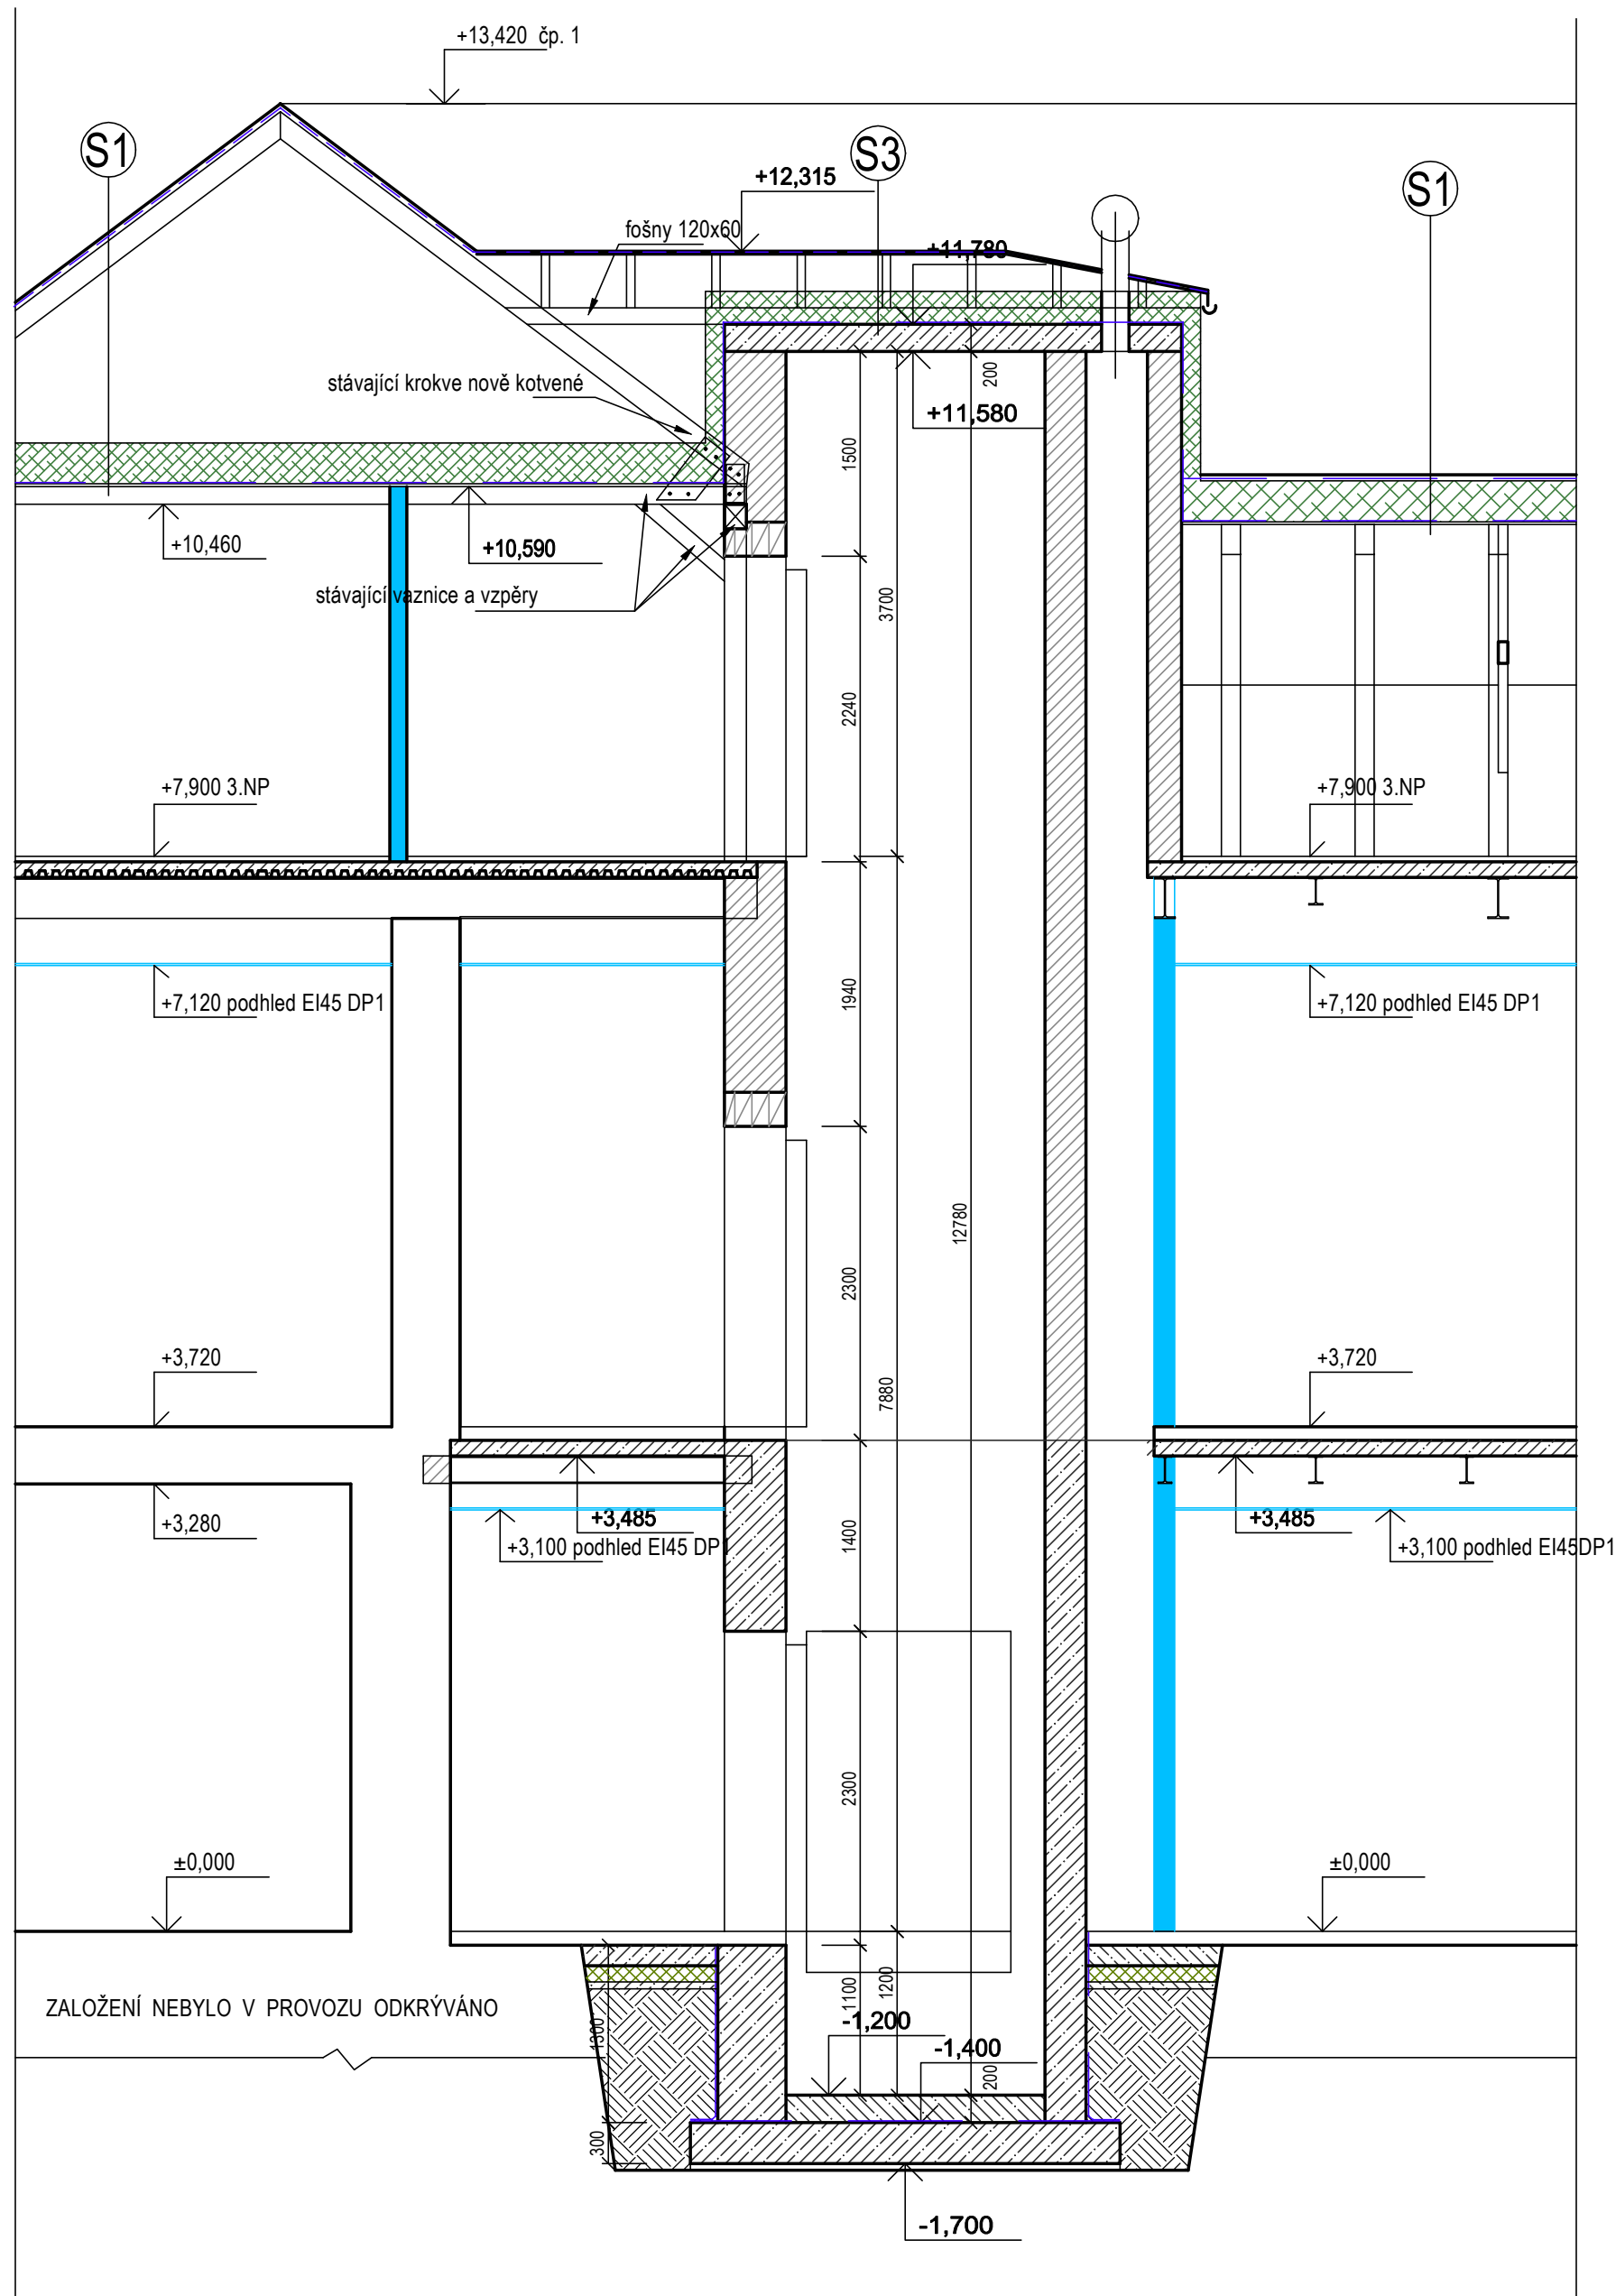 +13,420 čp. 1
S1
S3
S1
+12,315
fošny 120x60
+11,780
stávající krokve nově kotvené
200
+11,580
1500
+10,460
+10,590
stávající vaznice a vzpěry
3700
2240
+7,900 3.NP
+7,900 3.NP
+7,120 podhled EI45 DP1
1940
+7,120 podhled EI45 DP1
12780
2300
+3,720
+3,720
7880
+3,280
+3,485
+3,100 podhled EI45 DP1
1400
+3,485
+3,100 podhled EI45DP1
2300
±0,000
±0,000
ZALOŽENÍ NEBYLO V PROVOZU ODKRÝVÁNO
1300
1100
1200
-1,200
-1,400
200
300
-1,700